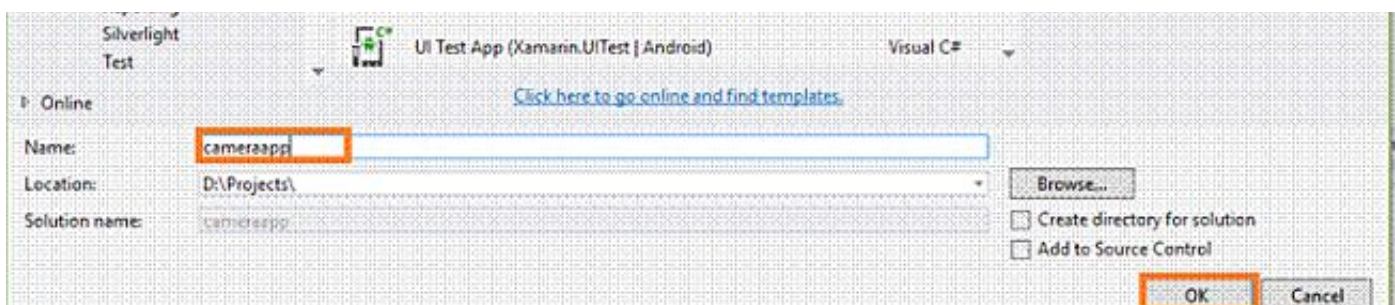 Silverlight
Test
C#
UI Test App (Xamarin.UITest | Android) Visual C#
Online
Click here to go online and find templates.
Name: cameraapp
Location: D:\Projects\ Browse...
Solution name: cameraapp Create directory for solution
Add to Source Control
OK Cancel